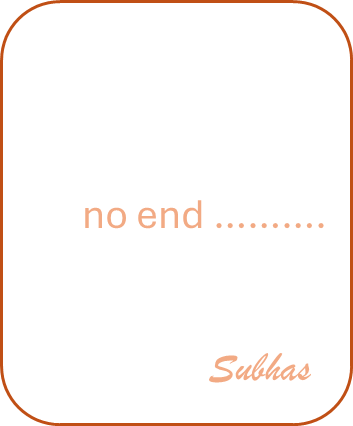 no end ..........
Subhas